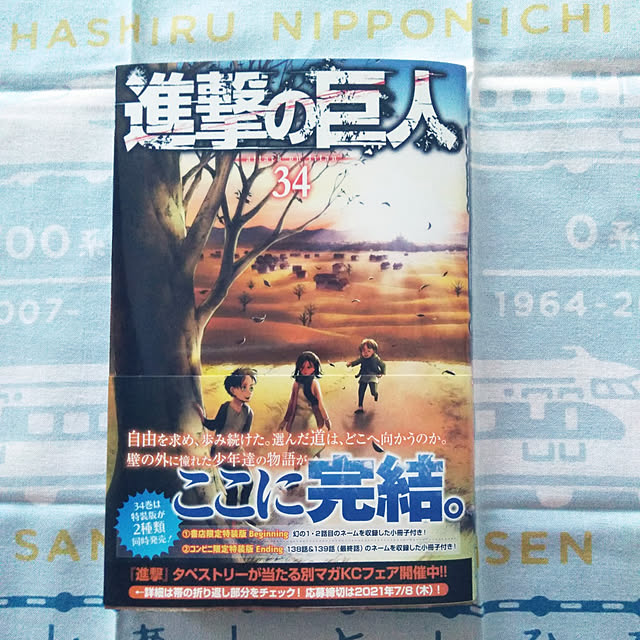 HASHIRU NIPPON-ICHI
進撃の巨人
attack on titan
34
00系
0系
007-
1964-2
自由を求め、歩み続けた。選んだ道は、どこへ向かうのか。
壁の外に憧れた少年達の物語が
ここに完結。
34巻は
特装版が
2種類
同時発売!
①書店限定特装版 Beginning 幻の1・2話目のネームを収録した小冊子付き!
②コンビニ限定特装版 Ending 138話&139話(最終話)のネームを収録した小冊子付き!
『進撃』タペストリーが当たる別マガKCフェア開催中!!
←詳細は帯の折り返し部分をチェック! 応募締切は2021年7/8(木)!
SAN
SEN